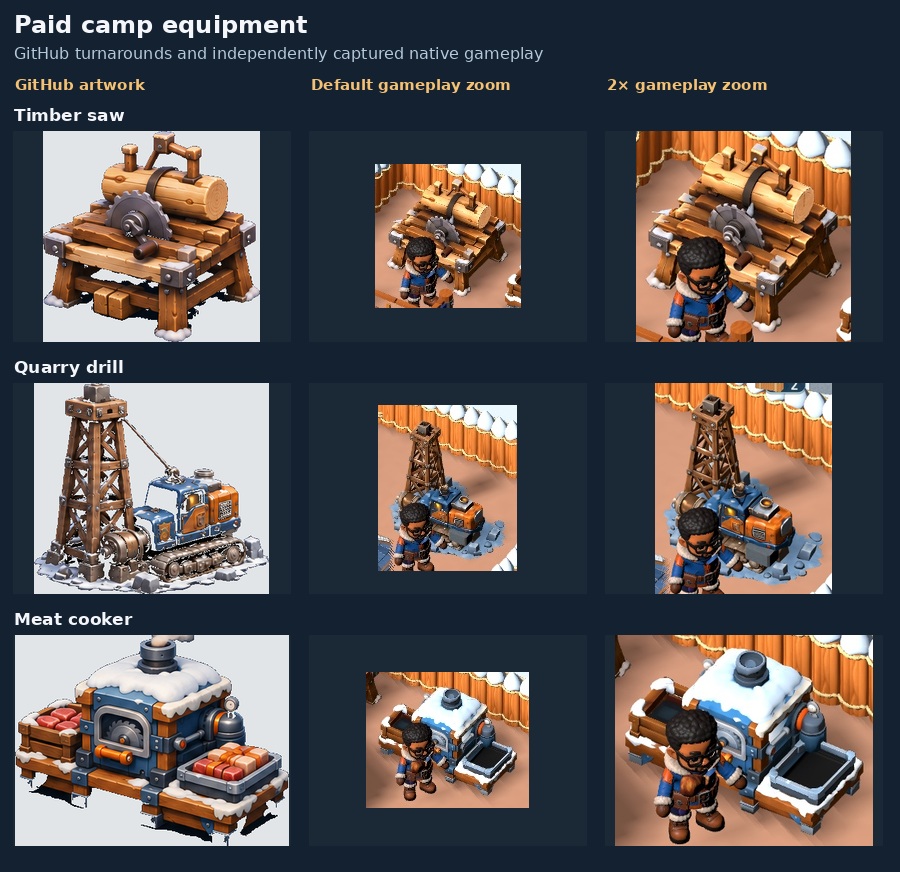 Paid camp equipment
GitHub turnarounds and independently captured native gameplay
GitHub artwork Default gameplay zoom 2× gameplay zoom
Timber saw
Quarry drill
2
Meat cooker